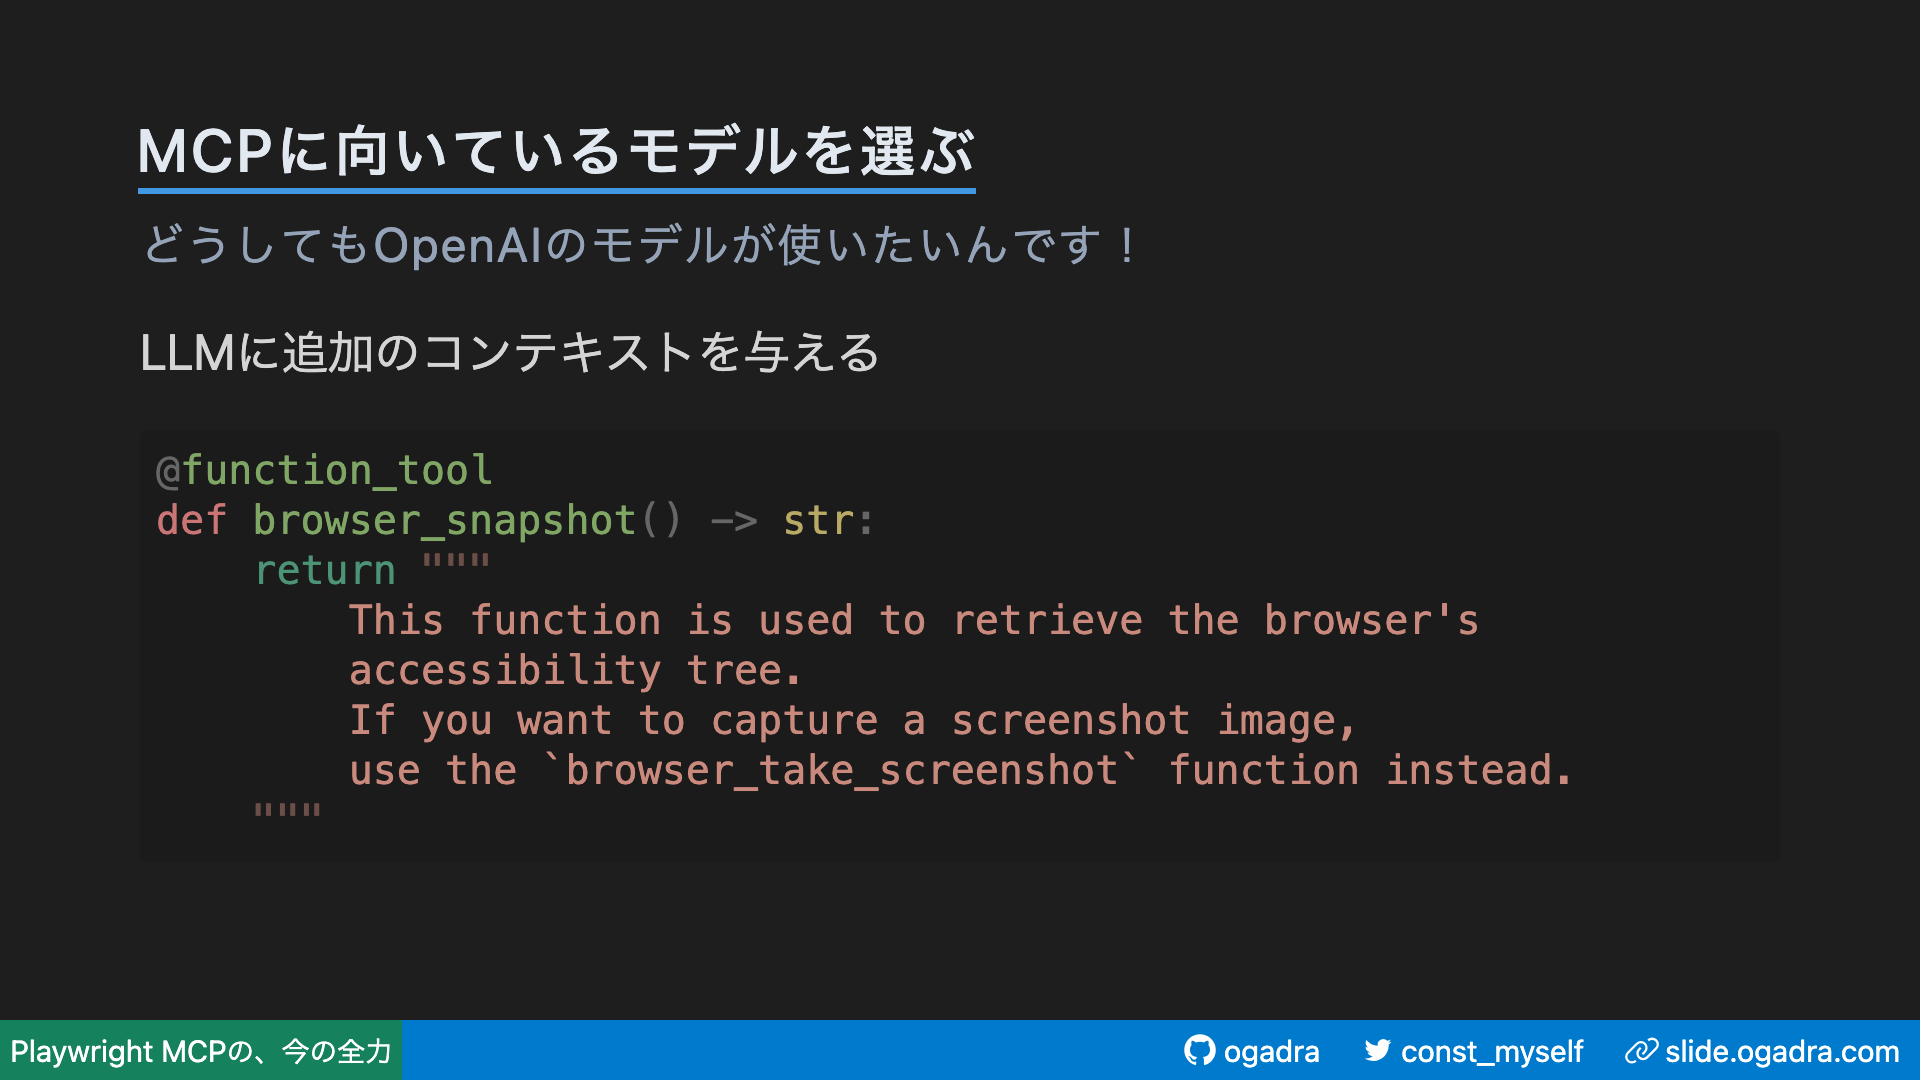 MCPに向いているモデルを選ぶ
どうしてもOpenAIのモデルが使いたいんです！
LLMに追加のコンテキストを与える
@function_tool
def browser_snapshot() -> str:
    return """
        This function is used to retrieve the browser's
        accessibility tree.
        If you want to capture a screenshot image,
        use the `browser_take_screenshot` function instead.
    """
Playwright MCPの、今の全力
ogadra
const_myself
slide.ogadra.com